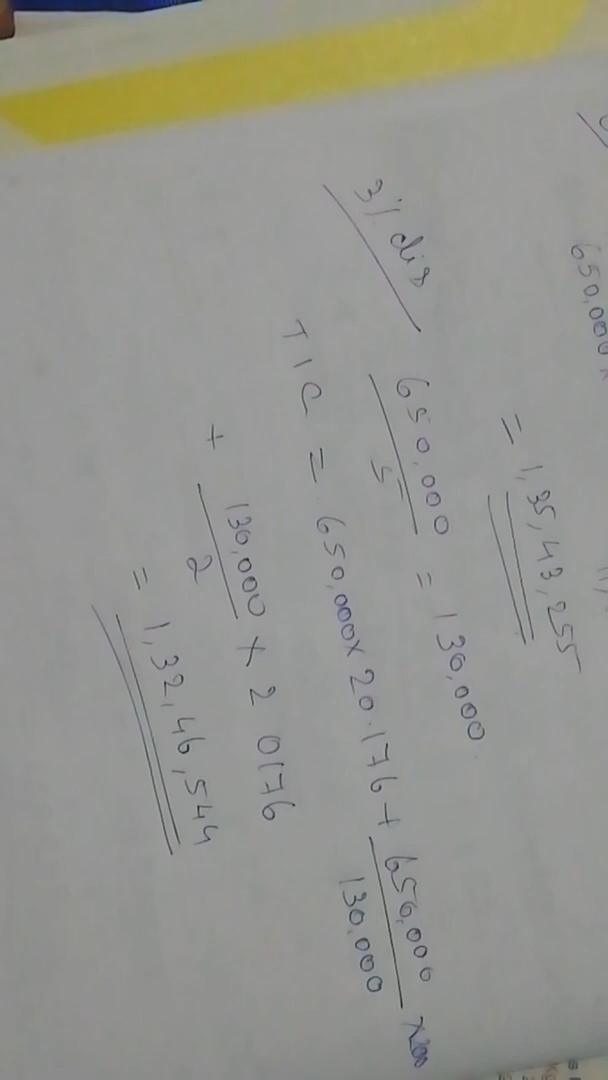 650,000 x
= 1,35,43,255
3% dis
650,000 / 5 = 130,000.
TIC = 650,000 x 20.176 + 650,000 / 130,000 x 200
+ 130,000 / 2 x 2 0176
= 1,32,46,544